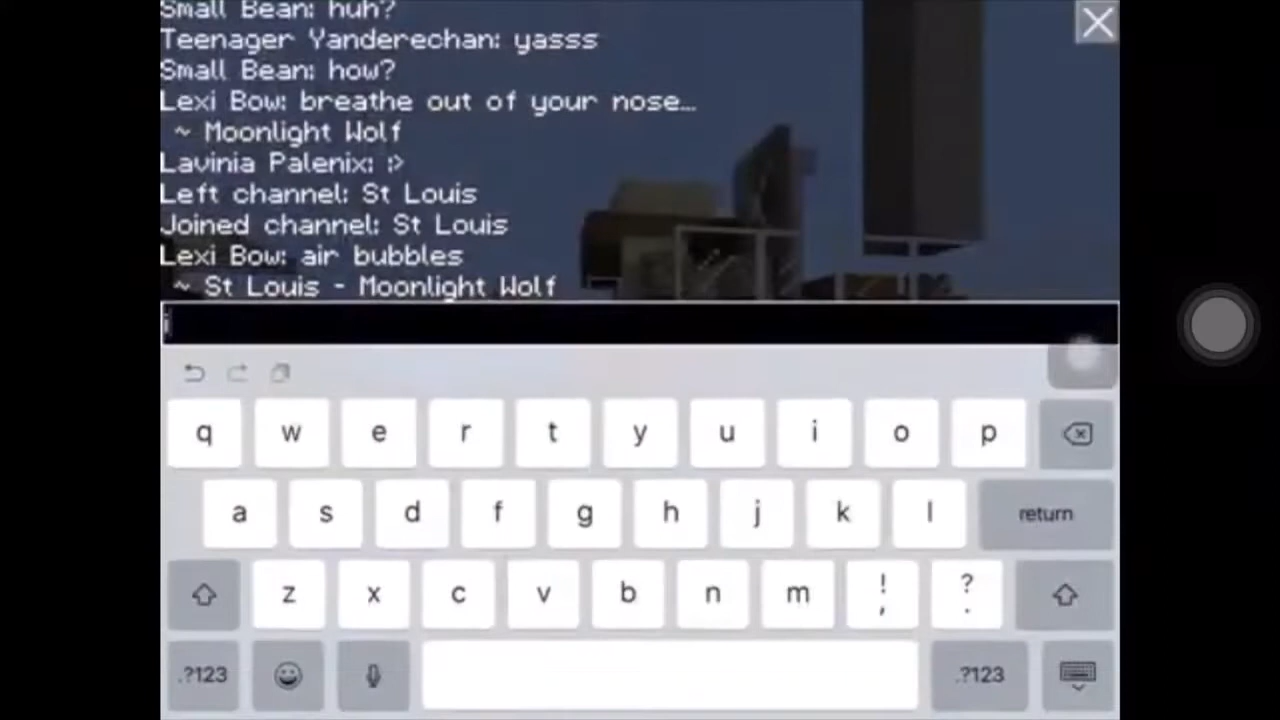 Small Bean: huh?
Teenager Yanderechan: yasss
Small Bean: how?
Lexi Bow: breathe out of your nose...
~ Moonlight Wolf
Lavinia Palenix: :>
Left channel: St Louis
Joined channel: St Louis
Lexi Bow: air bubbles
~ St Louis - Moonlight Wolf
i
q w e r t y u i o p
a s d f g h j k l return
z x c v b n m ! , ? .
.?123 .?123